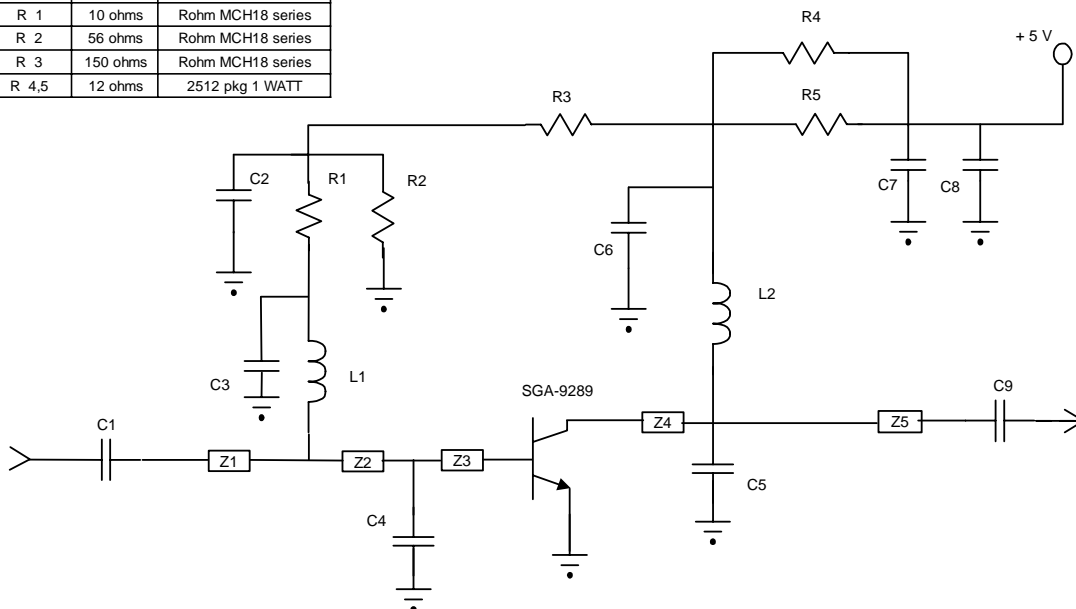 R 1 10 ohms Rohm MCH18 series
R 2 56 ohms Rohm MCH18 series
R 3 150 ohms Rohm MCH18 series
R 4,5 12 ohms 2512 pkg 1 WATT
R4
+ 5 V
R3
R5
C2
R1
R2
C7
C8
C6
L2
C3
L1
SGA-9289
C9
C1
Z4
Z5
Z1
Z2
Z3
C5
C4